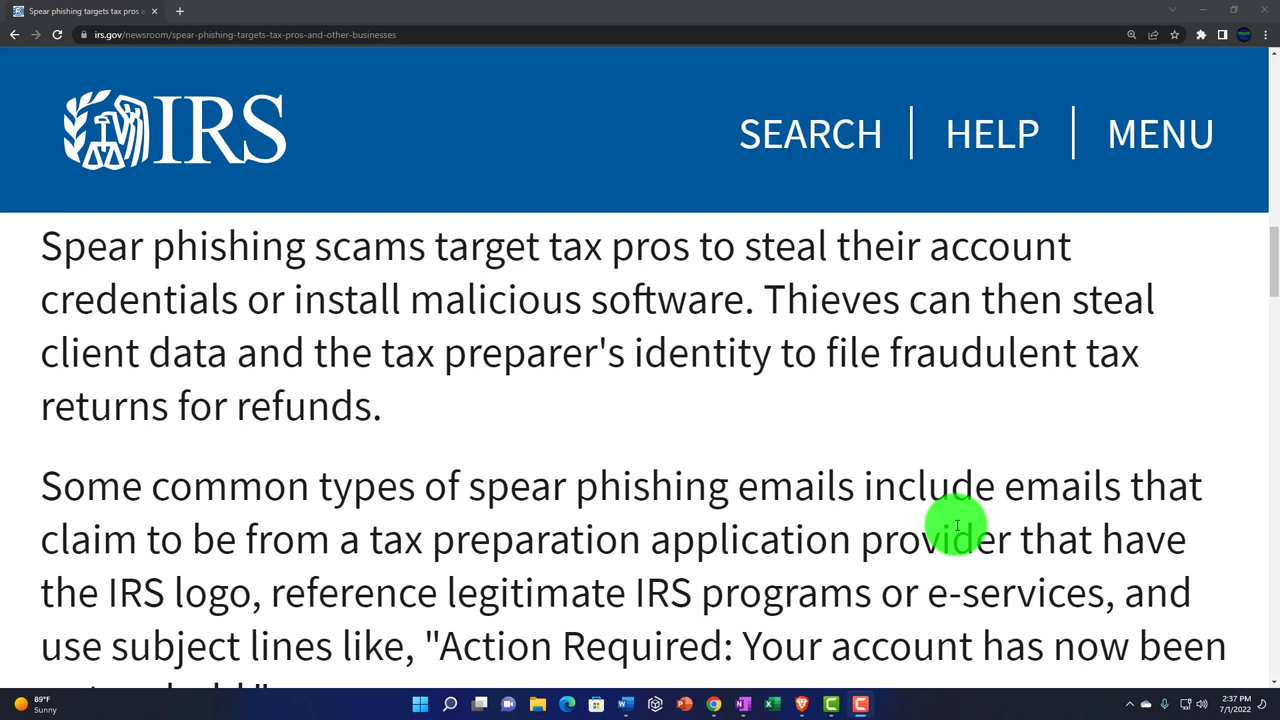 Spear phishing targets tax pros
irs.gov/newsroom/spear-phishing-targets-tax-pros-and-other-businesses
IRS
SEARCH
HELP
MENU
Spear phishing scams target tax pros to steal their account
credentials or install malicious software. Thieves can then steal
client data and the tax preparer's identity to file fraudulent tax
returns for refunds.
Some common types of spear phishing emails include emails that
claim to be from a tax preparation application provider that have
the IRS logo, reference legitimate IRS programs or e-services, and
use subject lines like, "Action Required: Your account has now been
89°F
Sunny
2:37 PM
7/1/2022